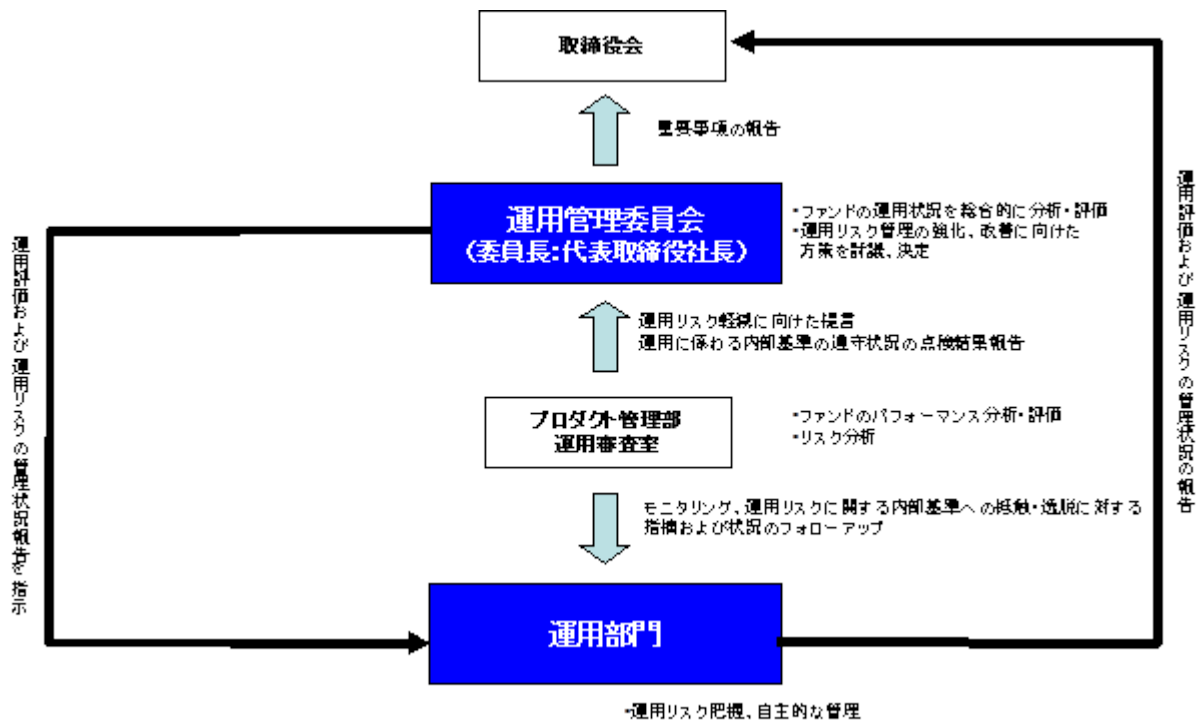 取締役会
重要事項の報告
運用管理委員会
（委員長：代表取締役社長）
・ファンドの運用状況を総合的に分析・評価
・運用リスク管理の強化、改善に向けた
方策を討議、決定
運用リスク軽減に向けた提言
運用に係わる内部基準の遵守状況の点検結果報告
プロダクト管理部
運用審査室
・ファンドのパフォーマンス分析・評価
・リスク分析
モニタリング、運用リスクに関する内部基準への抵触・逸脱に対する
指摘および状況のフォローアップ
運用部門
・運用リスク把握、自主的な管理
運用評価および運用リスクの管理状況報告を指示
運用評価および運用リスクの管理状況の報告